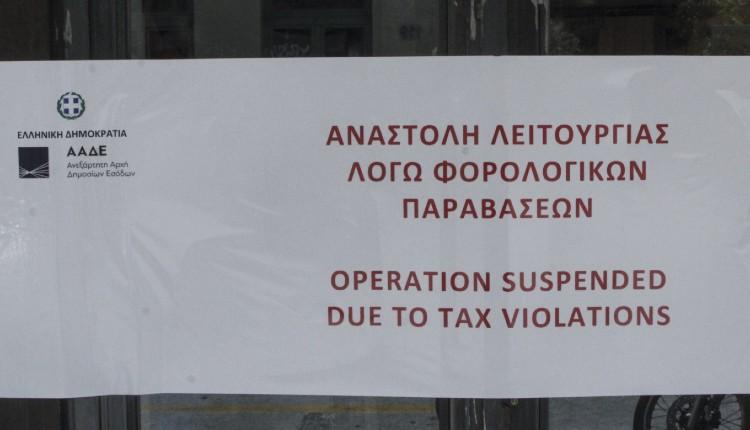 ΕΛΛΗΝΙΚΗ ΔΗΜΟΚΡΑΤΙΑ
ΑΑΔΕ
Ανεξάρτητη Αρχή
Δημοσίων Εσόδων
ΑΝΑΣΤΟΛΗ ΛΕΙΤΟΥΡΓΙΑΣ
ΛΟΓΩ ΦΟΡΟΛΟΓΙΚΩΝ
ΠΑΡΑΒΑΣΕΩΝ
OPERATION SUSPENDED
DUE TO TAX VIOLATIONS